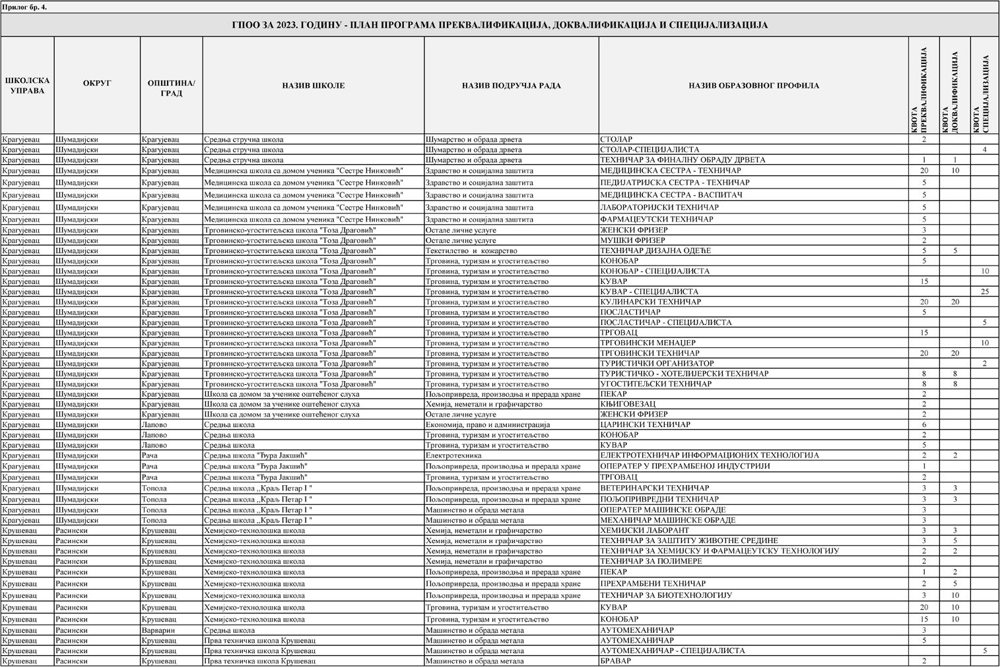 Прилог бр. 4.
ГПОО ЗА 2023. ГОДИНУ - ПЛАН ПРОГРАМА ПРЕКВАЛИФИКАЦИЈА, ДОКВАЛИФИКАЦИЈА И СПЕЦИЈАЛИЗАЦИЈА
ШКОЛСКА УПРАВА ОКРУГ ОПШТИНА/ ГРАД НАЗИВ ШКОЛЕ НАЗИВ ПОДРУЧЈА РАДА НАЗИВ ОБРАЗОВНОГ ПРОФИЛА КВОТА ПРЕКВАЛИФИКАЦИЈА КВОТА ДОКВАЛИФИКАЦИЈА КВОТА СПЕЦИЈАЛИЗАЦИЈА
Крагујевац Шумадијски Крагујевац Средња стручна школа Шумарство и обрада дрвета СТОЛАР 2
Крагујевац Шумадијски Крагујевац Средња стручна школа Шумарство и обрада дрвета СТОЛАР-СПЕЦИЈАЛИСТА 4
Крагујевац Шумадијски Крагујевац Средња стручна школа Шумарство и обрада дрвета ТЕХНИЧАР ЗА ФИНАЛНУ ОБРАДУ ДРВЕТА 1 1
Крагујевац Шумадијски Крагујевац Медицинска школа са домом ученика "Сестре Нинковић" Здравство и социјална заштита МЕДИЦИНСКА СЕСТРА - ТЕХНИЧАР 20 10
Крагујевац Шумадијски Крагујевац Медицинска школа са домом ученика "Сестре Нинковић" Здравство и социјална заштита ПЕДИЈАТРИЈСКА СЕСТРА - ТЕХНИЧАР 5
Крагујевац Шумадијски Крагујевац Медицинска школа са домом ученика "Сестре Нинковић" Здравство и социјална заштита МЕДИЦИНСКА СЕСТРА - ВАСПИТАЧ 5
Крагујевац Шумадијски Крагујевац Медицинска школа са домом ученика "Сестре Нинковић" Здравство и социјална заштита ЛАБОРАТОРИЈСКИ ТЕХНИЧАР 5
Крагујевац Шумадијски Крагујевац Медицинска школа са домом ученика "Сестре Нинковић" Здравство и социјална заштита ФАРМАЦЕУТСКИ ТЕХНИЧАР 5
Крагујевац Шумадијски Крагујевац Трговинско-угоститељска школа "Тоза Драговић" Остале личне услуге ЖЕНСКИ ФРИЗЕР 3
Крагујевац Шумадијски Крагујевац Трговинско-угоститељска школа "Тоза Драговић" Остале личне услуге МУШКИ ФРИЗЕР 2
Крагујевац Шумадијски Крагујевац Трговинско-угоститељска школа "Тоза Драговић" Текстилство и кожарство ТЕХНИЧАР ДИЗАЈНА ОДЕЋЕ 5 5
Крагујевац Шумадијски Крагујевац Трговинско-угоститељска школа "Тоза Драговић" Трговина, туризам и угоститељство КОНОБАР 5
Крагујевац Шумадијски Крагујевац Трговинско-угоститељска школа "Тоза Драговић" Трговина, туризам и угоститељство КОНОБАР - СПЕЦИЈАЛИСТА 10
Крагујевац Шумадијски Крагујевац Трговинско-угоститељска школа "Тоза Драговић" Трговина, туризам и угоститељство КУВАР 15
Крагујевац Шумадијски Крагујевац Трговинско-угоститељска школа "Тоза Драговић" Трговина, туризам и угоститељство КУВАР - СПЕЦИЈАЛИСТА 25
Крагујевац Шумадијски Крагујевац Трговинско-угоститељска школа "Тоза Драговић" Трговина, туризам и угоститељство КУЛИНАРСКИ ТЕХНИЧАР 20 20
Крагујевац Шумадијски Крагујевац Трговинско-угоститељска школа "Тоза Драговић" Трговина, туризам и угоститељство ПОСЛАСТИЧАР 5
Крагујевац Шумадијски Крагујевац Трговинско-угоститељска школа "Тоза Драговић" Трговина, туризам и угоститељство ПОСЛАСТИЧАР - СПЕЦИЈАЛИСТА 5
Крагујевац Шумадијски Крагујевац Трговинско-угоститељска школа "Тоза Драговић" Трговина, туризам и угоститељство ТРГОВАЦ 15
Крагујевац Шумадијски Крагујевац Трговинско-угоститељска школа "Тоза Драговић" Трговина, туризам и угоститељство ТРГОВИНСКИ МЕНАЏЕР 10
Крагујевац Шумадијски Крагујевац Трговинско-угоститељска школа "Тоза Драговић" Трговина, туризам и угоститељство ТРГОВИНСКИ ТЕХНИЧАР 20 20
Крагујевац Шумадијски Крагујевац Трговинско-угоститељска школа "Тоза Драговић" Трговина, туризам и угоститељство ТУРИСТИЧКИ ОРГАНИЗАТОР 2
Крагујевац Шумадијски Крагујевац Трговинско-угоститељска школа "Тоза Драговић" Трговина, туризам и угоститељство ТУРИСТИЧКО - ХОТЕЛИЈЕРСКИ ТЕХНИЧАР 8 8
Крагујевац Шумадијски Крагујевац Трговинско-угоститељска школа "Тоза Драговић" Трговина, туризам и угоститељство УГОСТИТЕЉСКИ ТЕХНИЧАР 8 8
Крагујевац Шумадијски Крагујевац Школа са домом за ученике оштећеног слуха Пољопривреда, производња и прерада хране ПЕКАР 2
Крагујевац Шумадијски Крагујевац Школа са домом за ученике оштећеног слуха Хемија, неметали и графичарство КЊИГОВЕЗАЦ 2
Крагујевац Шумадијски Крагујевац Школа са домом за ученике оштећеног слуха Остале личне услуге ЖЕНСКИ ФРИЗЕР 2
Крагујевац Шумадијски Лапово Средња школа Економија, право и администрација ЦАРИНСКИ ТЕХНИЧАР 6
Крагујевац Шумадијски Лапово Средња школа Трговина, туризам и угоститељство КОНОБАР 2
Крагујевац Шумадијски Лапово Средња школа Трговина, туризам и угоститељство КУВАР 5
Крагујевац Шумадијски Рача Средња школа "Ђура Јакшић" Електротехника ЕЛЕКТРОТЕХНИЧАР ИНФОРМАЦИОНИХ ТЕХНОЛОГИЈА 2 2
Крагујевац Шумадијски Рача Средња школа "Ђура Јакшић" Пољопривреда, производња и прерада хране ОПЕРАТЕР У ПРЕХРАМБЕНОЈ ИНДУСТРИЈИ 1
Крагујевац Шумадијски Рача Средња школа "Ђура Јакшић" Трговина, туризам и угоститељство ТРГОВАЦ 2
Крагујевац Шумадијски Топола Средња школа ,,Краљ Петар I " Пољопривреда, производња и прерада хране ВЕТЕРИНАРСКИ ТЕХНИЧАР 3 3
Крагујевац Шумадијски Топола Средња школа ,,Краљ Петар I " Пољопривреда, производња и прерада хране ПОЉОПРИВРЕДНИ ТЕХНИЧАР 3 3
Крагујевац Шумадијски Топола Средња школа ,,Краљ Петар I " Машинство и обрада метала ОПЕРАТЕР МАШИНСКЕ ОБРАДЕ 3
Крагујевац Шумадијски Топола Средња школа ,,Краљ Петар I " Машинство и обрада метала МЕХАНИЧАР МАШИНСКЕ ОБРАДЕ 3
Крушевац Расински Крушевац Хемијско-технолошка школа Хемија, неметали и графичарство ХЕМИЈСКИ ЛАБОРАНТ 3 3
Крушевац Расински Крушевац Хемијско-технолошка школа Хемија, неметали и графичарство ТЕХНИЧАР ЗА ЗАШТИТУ ЖИВОТНЕ СРЕДИНЕ 3 5
Крушевац Расински Крушевац Хемијско-технолошка школа Хемија, неметали и графичарство ТЕХНИЧАР ЗА ХЕМИЈСКУ И ФАРМАЦЕУТСКУ ТЕХНОЛОГИЈУ 2 2
Крушевац Расински Крушевац Хемијско-технолошка школа Хемија, неметали и графичарство ТЕХНИЧАР ЗА ПОЛИМЕРЕ 2
Крушевац Расински Крушевац Хемијско-технолошка школа Пољопривреда, производња и прерада хране ПЕКАР 1 2
Крушевац Расински Крушевац Хемијско-технолошка школа Пољопривреда, производња и прерада хране ПРЕХРАМБЕНИ ТЕХНИЧАР 2 5
Крушевац Расински Крушевац Хемијско-технолошка школа Пољопривреда, производња и прерада хране ТЕХНИЧАР ЗА БИОТЕХНОЛОГИЈУ 3 10
Крушевац Расински Крушевац Хемијско-технолошка школа Трговина, туризам и угоститељство КУВАР 20 10
Крушевац Расински Крушевац Хемијско-технолошка школа Трговина, туризам и угоститељство КОНОБАР 15 10
Крушевац Расински Варварин Средња школа Машинство и обрада метала АУТОМЕХАНИЧАР 3
Крушевац Расински Крушевац Прва техничка школа Крушевац Машинство и обрада метала АУТОМЕХАНИЧАР 5
Крушевац Расински Крушевац Прва техничка школа Крушевац Машинство и обрада метала АУТОМЕХАНИЧАР - СПЕЦИЈАЛИСТА 5
Крушевац Расински Крушевац Прва техничка школа Крушевац Машинство и обрада метала БРАВАР 2